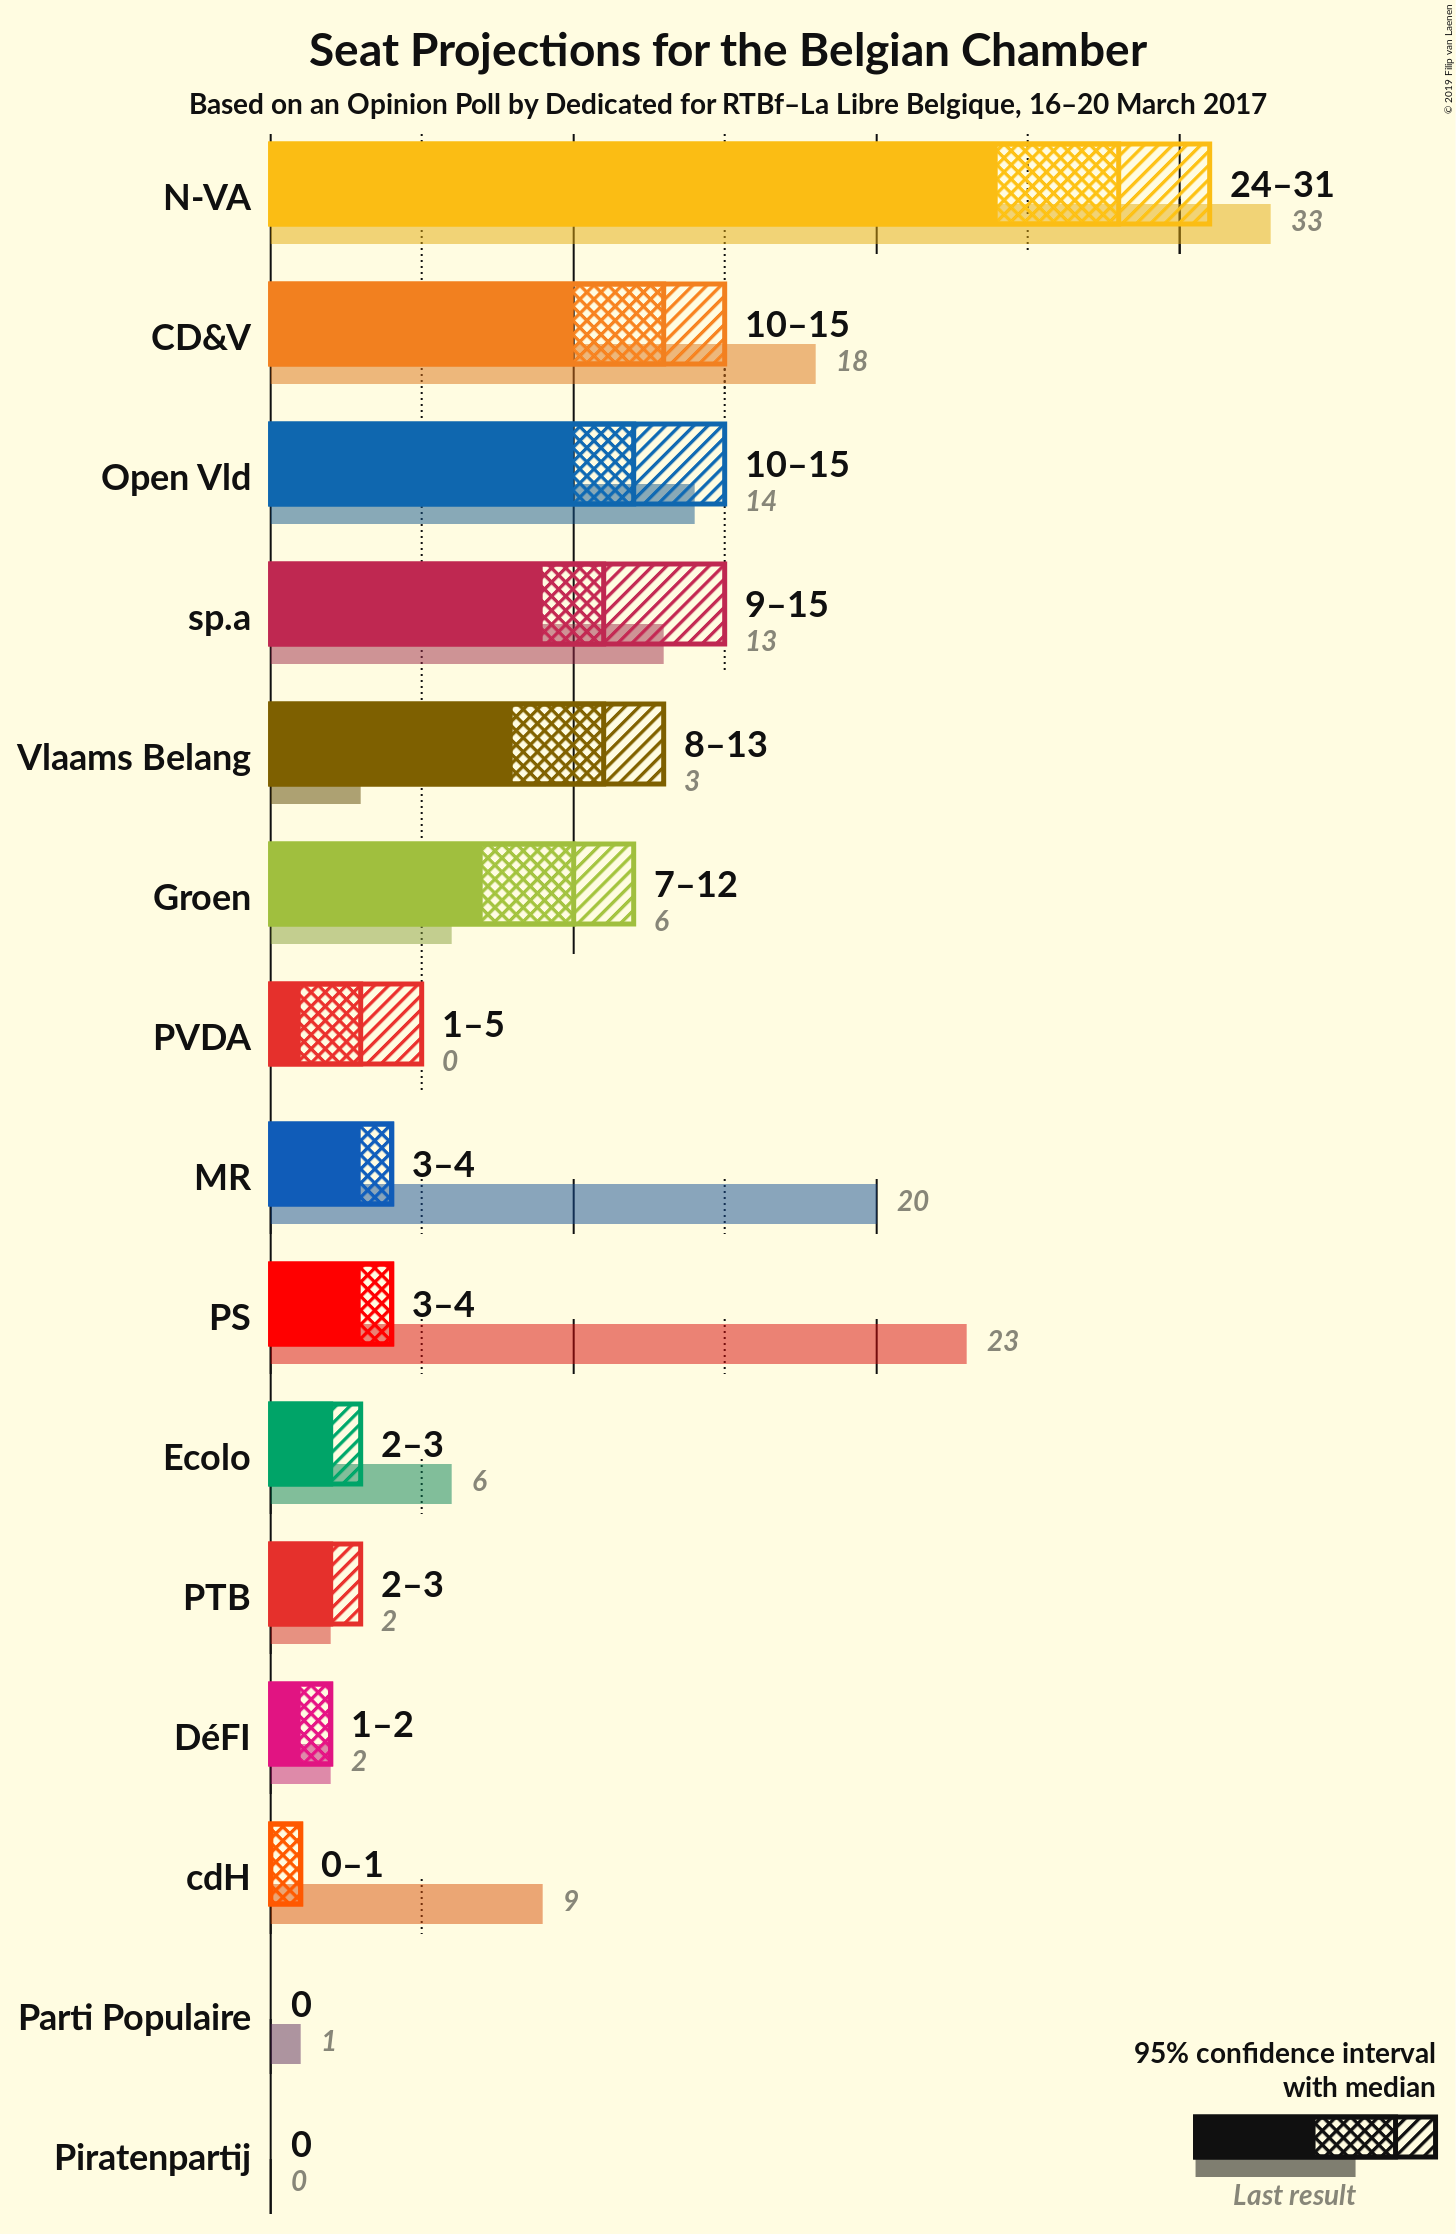 Seat Projections for the Belgian Chamber
Based on an Opinion Poll by Dedicated for RTBf–La Libre Belgique, 16–20 March 2017
© 2019 Filip van Laenen
N-VA
24–31
33
CD&V
10–15
18
Open Vld
10–15
14
sp.a
9–15
13
Vlaams Belang
8–13
3
Groen
7–12
6
PVDA
1–5
0
MR
3–4
20
PS
3–4
23
Ecolo
2–3
6
PTB
2–3
2
DéFI
1–2
2
cdH
0–1
9
Parti Populaire
0
1
Piratenpartij
0
0
95% confidence interval
with median
Last result